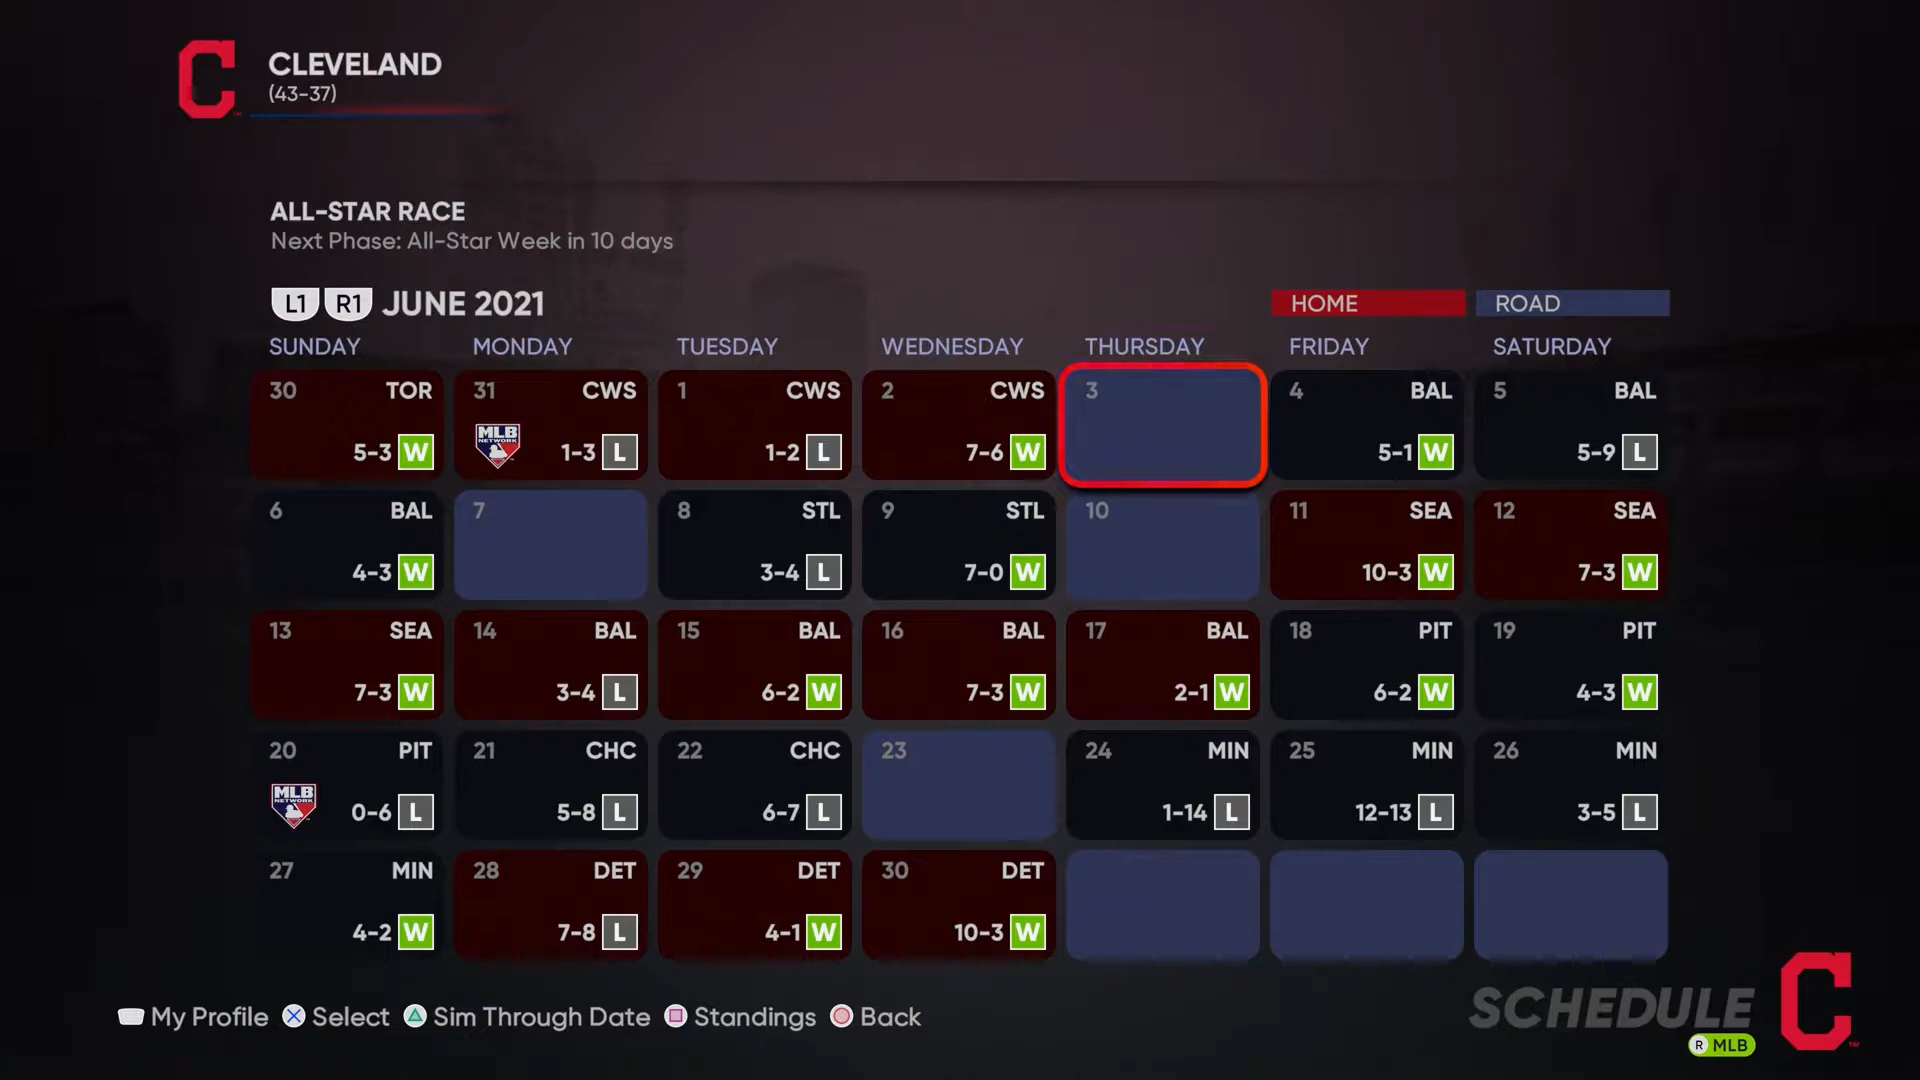 CLEVELAND
(43-37)
ALL-STAR RACE
Next Phase: All-Star Week in 10 days
L1 R1 JUNE 2021 HOME ROAD
SUNDAY MONDAY TUESDAY WEDNESDAY THURSDAY FRIDAY SATURDAY
30 TOR 31 CWS 1 CWS 2 CWS 3 4 BAL 5 BAL
5-3 W MLB NETWORK 1-3 L 1-2 L 7-6 W 5-1 W 5-9 L
6 BAL 7 8 STL 9 STL 10 11 SEA 12 SEA
4-3 W 3-4 L 7-0 W 10-3 W 7-3 W
13 SEA 14 BAL 15 BAL 16 BAL 17 BAL 18 PIT 19 PIT
7-3 W 3-4 L 6-2 W 7-3 W 2-1 W 6-2 W 4-3 W
20 PIT 21 CHC 22 CHC 23 24 MIN 25 MIN 26 MIN
MLB NETWORK 0-6 L 5-8 L 6-7 L 1-14 L 12-13 L 3-5 L
27 MIN 28 DET 29 DET 30 DET
4-2 W 7-8 L 4-1 W 10-3 W
My Profile Select Sim Through Date Standings Back
SCHEDULE
R MLB